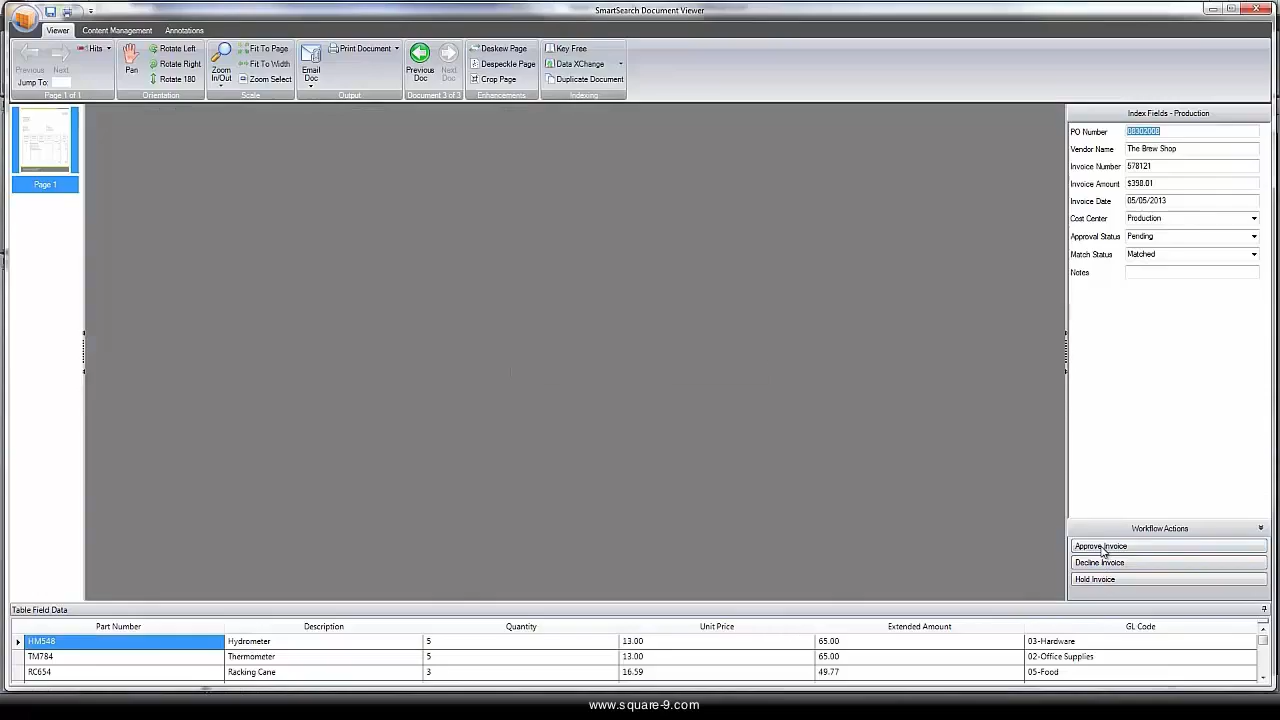 SmartSearch Document Viewer
Viewer Content Management Annotations
Previous Next Hits
Jump To:
Page 1 of 1
Pan
Rotate Left
Rotate Right
Rotate 180
Orientation
Zoom In/Out
Fit To Page
Fit To Width
Zoom Select
Scale
Email Doc
Print Document
Output
Previous Doc
Next Doc
Document 3 of 3
Deskew Page
Despeckle Page
Crop Page
Enhancements
Key Free
Data XChange
Duplicate Document
Indexing
Page 1
Index Fields - Production
PO Number 08302008
Vendor Name The Brew Shop
Invoice Number 578121
Invoice Amount $398.01
Invoice Date 05/05/2013
Cost Center Production
Approval Status Pending
Match Status Matched
Notes
Workflow Actions
Approve Invoice
Decline Invoice
Hold Invoice
Table Field Data
Part Number Description Quantity Unit Price Extended Amount GL Code
HM548 Hydrometer 5 13.00 65.00 03-Hardware
TM784 Thermometer 5 13.00 65.00 02-Office Supplies
RC654 Racking Cane 3 16.59 49.77 05-Food
www.square-9.com